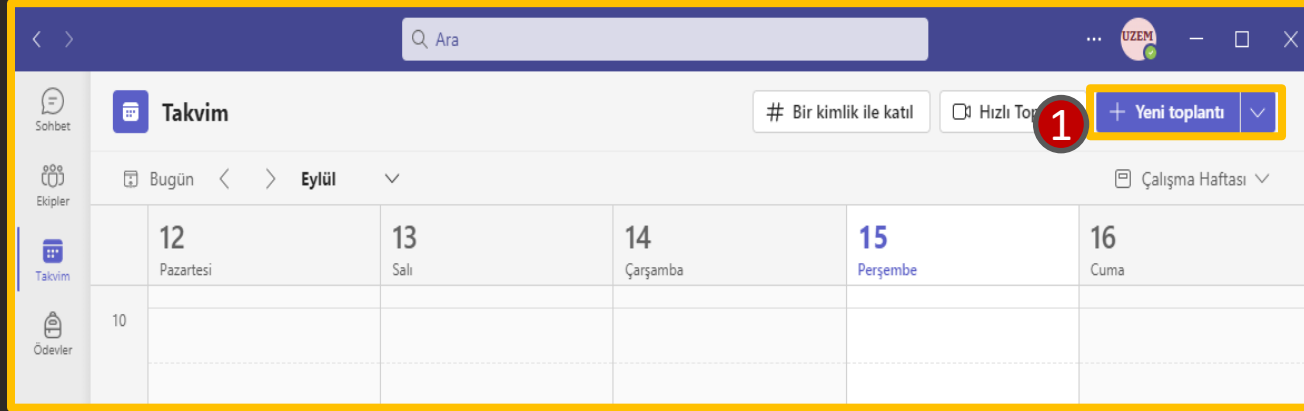 Ara
UZEM
Sohbet
Takvim
# Bir kimlik ile katıl
Hızlı
1
+ Yeni toplantı
Ekipler
Bugün
Eylül
Çalışma Haftası
Takvim
12
13
14
15
16
Pazartesi
Salı
Çarşamba
Perşembe
Cuma
Ödevler
10